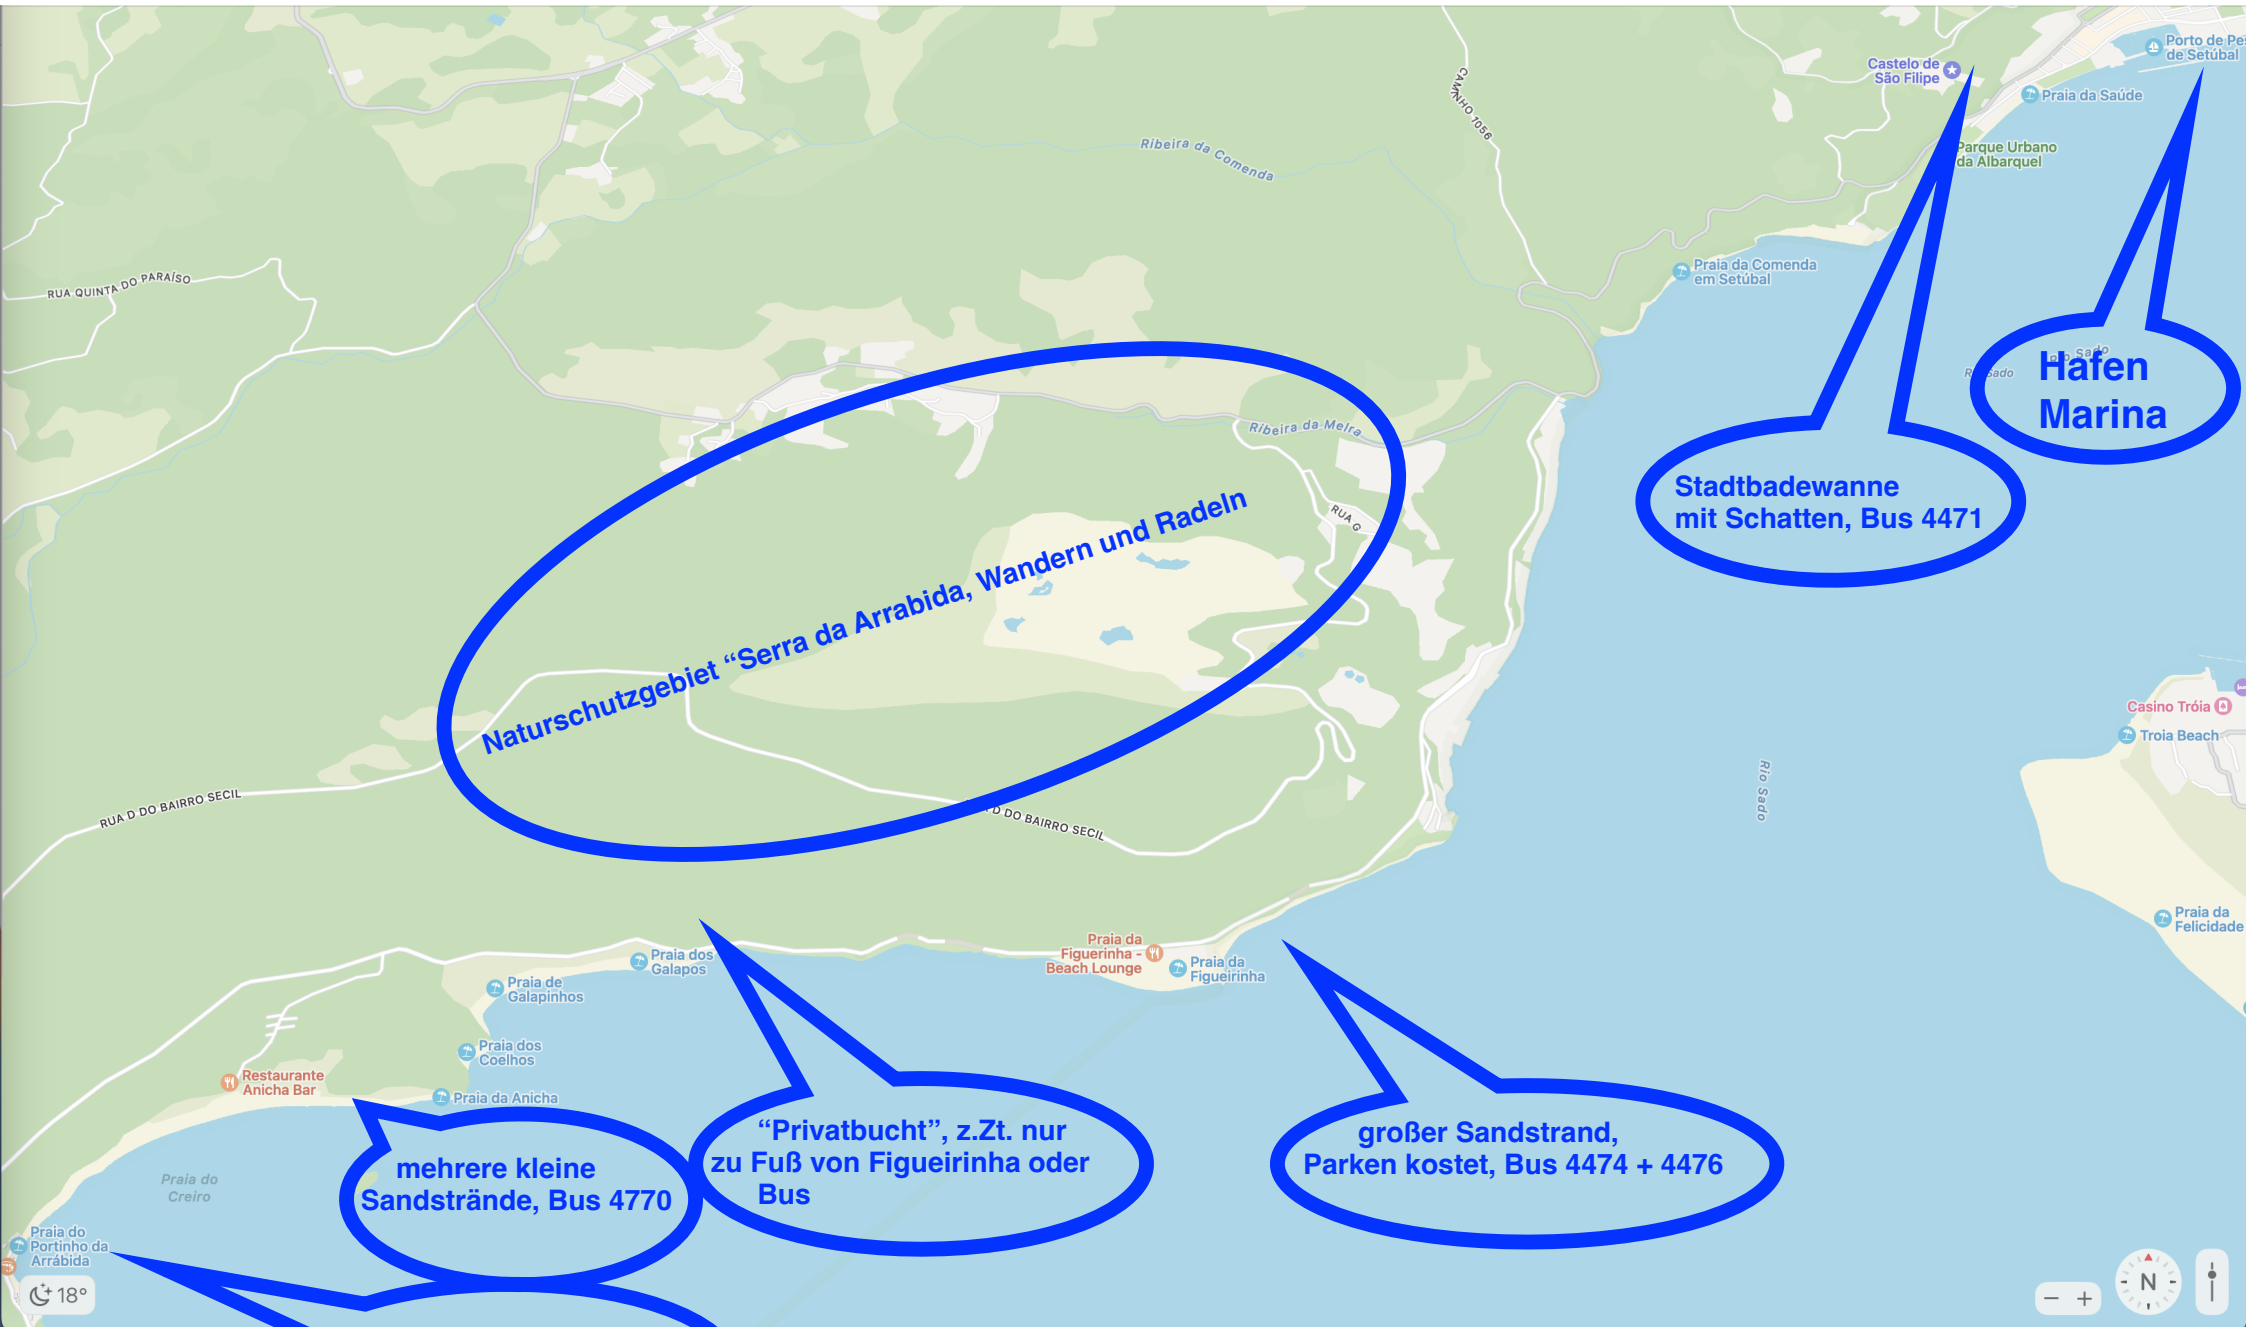 Porto de Pe
de Setúbal
Castelo de
São Filipe
Praia da Saúde
CAMINHO 1056
Parque Urbano
da Albarquel
Ribeira da Comenda
Praia da Comenda
em Setúbal
RUA QUINTA DO PARAÍSO
Rio Sado
Sado
Hafen
Marina
Ribeira da Melra
Stadtbadewanne
mit Schatten, Bus 4471
RUA G
Naturschutzgebiet “Serra da Arrabida, Wandern und Radeln
Casino Tróia
Troia Beach
Rio Sado
RUA D DO BAIRRO SECIL
D DO BAIRRO SECIL
Praia da
Felicidade
Praia da
Figuerinha -
Beach Lounge
Praia da
Figueirinha
Praia dos
Galapos
Praia de
Galapinhos
Praia dos
Coelhos
Restaurante
Anicha Bar
Praia da Anicha
“Privatbucht”, z.Zt. nur
zu Fuß von Figueirinha oder
Bus
großer Sandstrand,
Parken kostet, Bus 4474 + 4476
mehrere kleine
Sandstrände, Bus 4770
Praia do
Creiro
Praia do
Portinho da
Arrábida
18°
− +
N